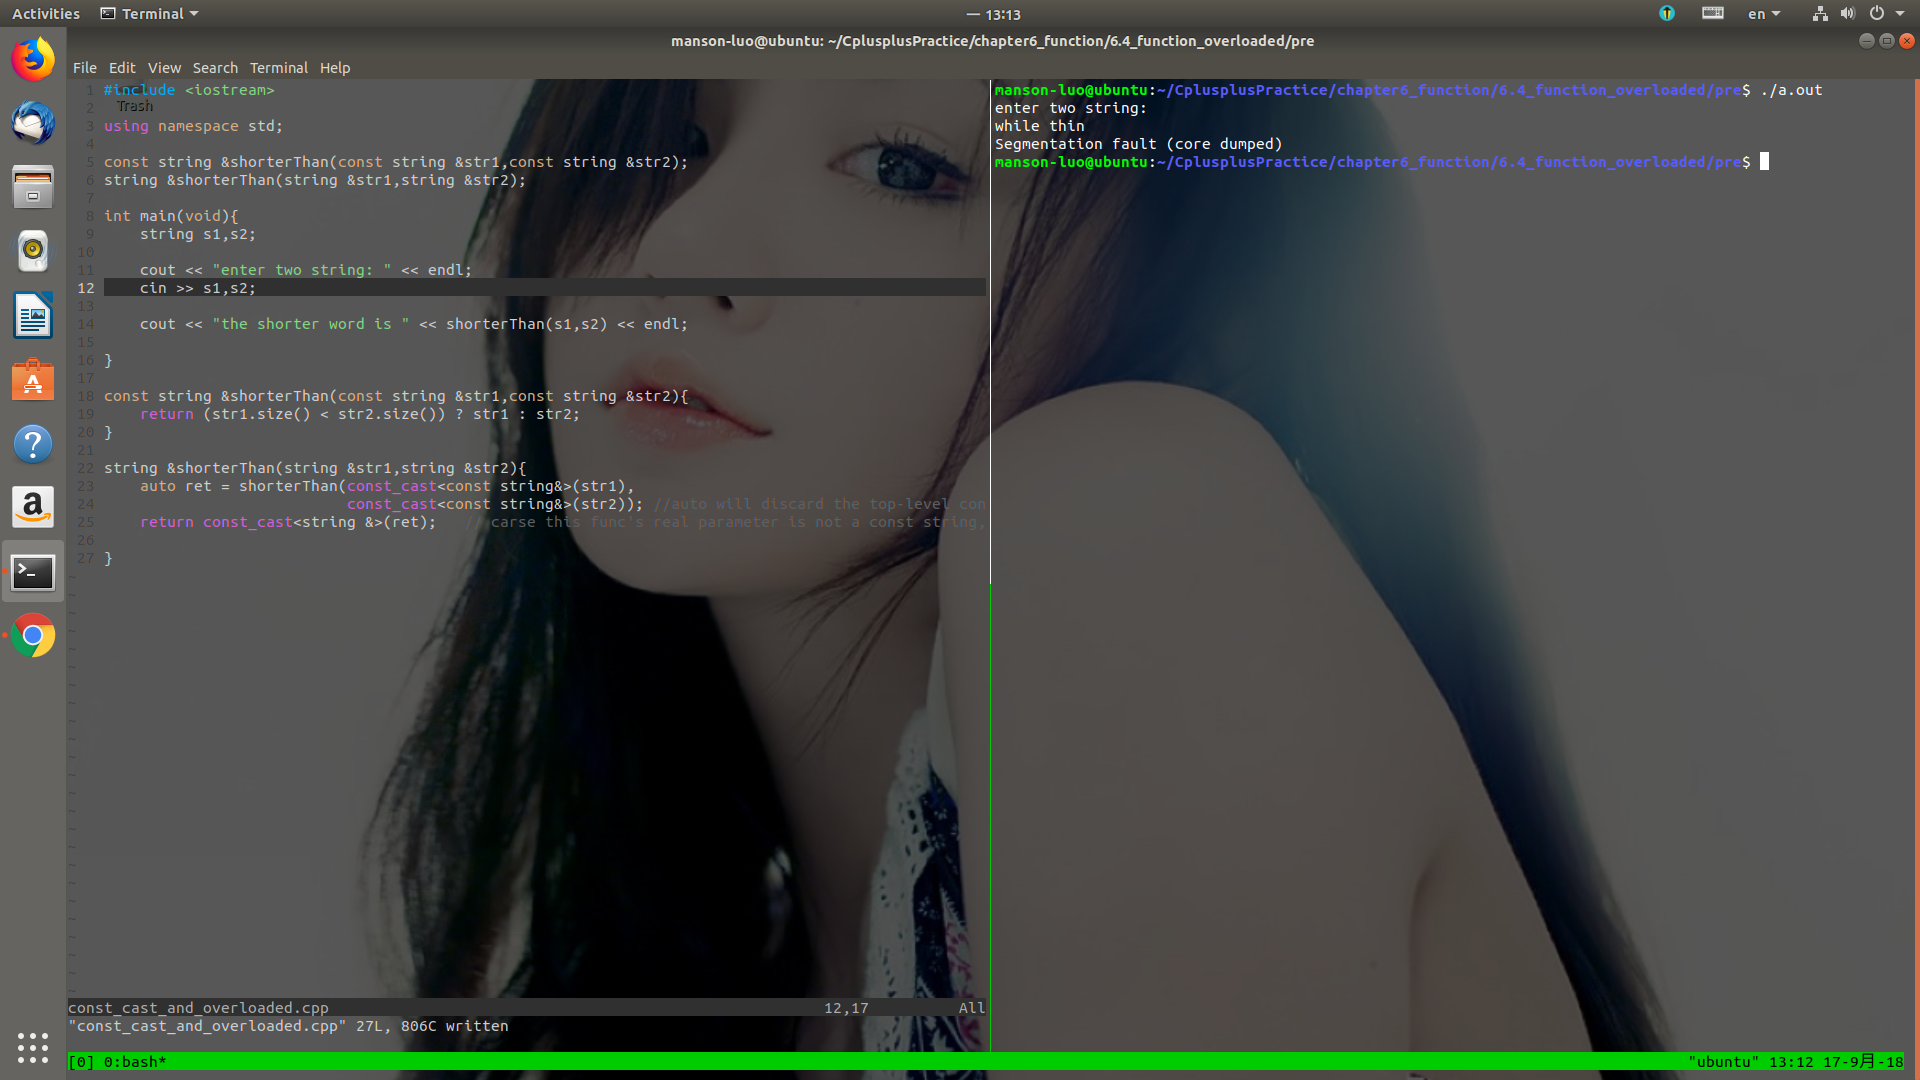 Activities Terminal 13:13 en
manson-luo@ubuntu: ~/CplusplusPractice/chapter6_function/6.4_function_overloaded/pre
File Edit View Search Terminal Help
Trash
1 #include <iostream>
2
3 using namespace std;
4
5 const string &shorterThan(const string &str1,const string &str2);
6 string &shorterThan(string &str1,string &str2);
7
8 int main(void){
9     string s1,s2;
10
11     cout << "enter two string: " << endl;
12     cin >> s1,s2;
13
14     cout << "the shorter word is " << shorterThan(s1,s2) << endl;
15
16 }
17
18 const string &shorterThan(const string &str1,const string &str2){
19     return (str1.size() < str2.size()) ? str1 : str2;
20 }
21
22 string &shorterThan(string &str1,string &str2){
23     auto ret = shorterThan(const_cast<const string&>(str1),
24                            const_cast<const string&>(str2)); //auto will discard the top-level con
25     return const_cast<string &>(ret);   // carse this func's real parameter is not a const string,
26
27 }
const_cast_and_overloaded.cpp 12,17 All
"const_cast_and_overloaded.cpp" 27L, 806C written
manson-luo@ubuntu:~/CplusplusPractice/chapter6_function/6.4_function_overloaded/pre$ ./a.out
enter two string:
while thin
Segmentation fault (core dumped)
manson-luo@ubuntu:~/CplusplusPractice/chapter6_function/6.4_function_overloaded/pre$
[0] 0:bash* "ubuntu" 13:12 17-9月-18